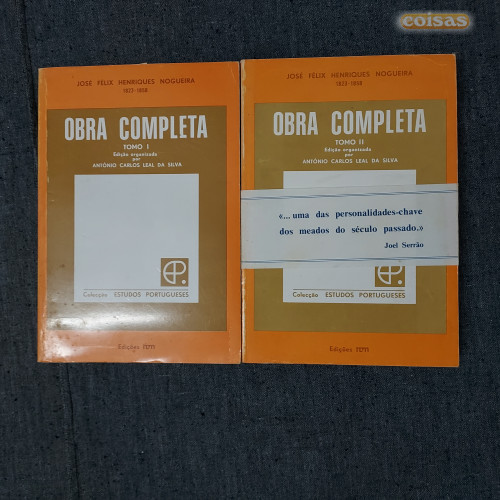 coisas
JOSÉ FÉLIX HENRIQUES NOGUEIRA
1823-1858
OBRA COMPLETA
TOMO I
Edição organizada
por
ANTÓNIO CARLOS LEAL DA SILVA
EP.
Colecção ESTUDOS PORTUGUESES
Edições
JOSÉ FÉLIX HENRIQUES NOGUEIRA
1823-1858
OBRA COMPLETA
TOMO II
Edição organizada
por
ANTÓNIO CARLOS LEAL DA SILVA
«... uma das personalidades-chave
dos meados do século passado.»
Joel Serrão
EP.
Colecção ESTUDOS PORTUGUESES
Edições